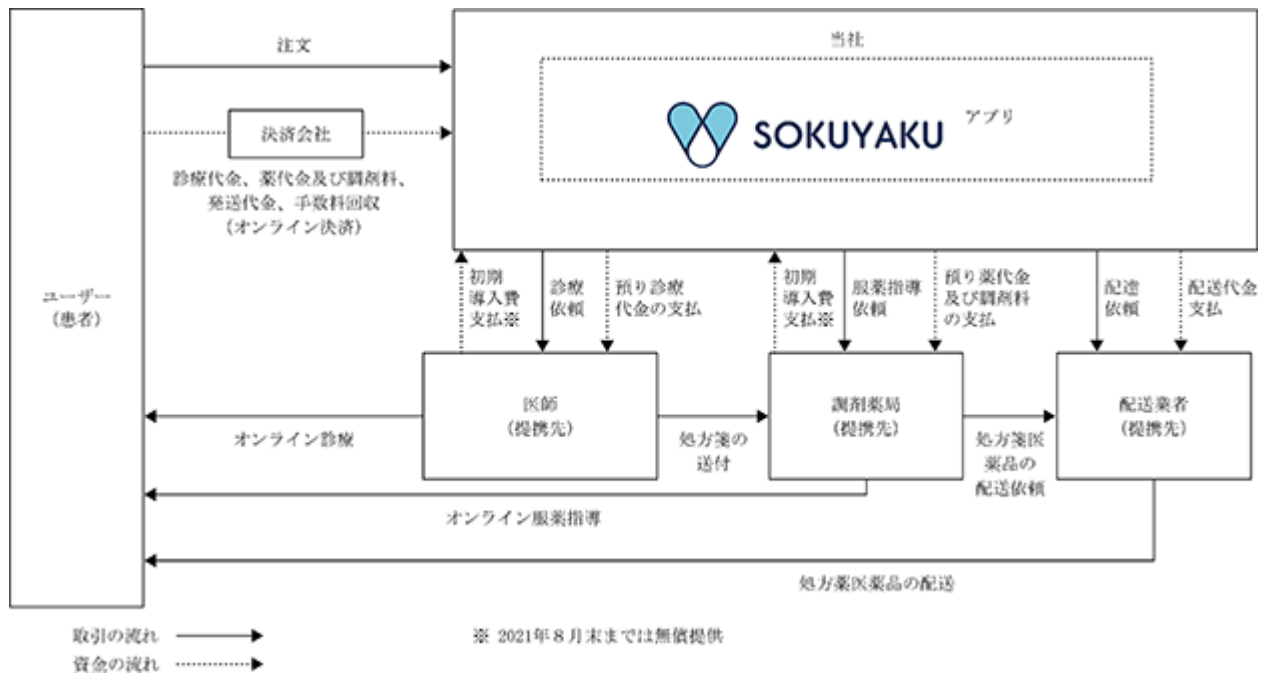 注文
当社
アプリ
SOKUYAKU
決済会社
診療代金、薬代金及び調剤料、
発送代金、手数料回収
(オンライン決済)
ユーザー
(患者)
初期
導入費
支払※
診療
依頼
預り診療
代金の支払
初期
導入費
支払※
服薬指導
依頼
預り薬代金
及び調剤料
の支払
配達
依頼
配送代金
支払
医師
(提携先)
調剤薬局
(提携先)
配送業者
(提携先)
オンライン診療
処方箋の
送付
処方箋医
薬品の
配送依頼
オンライン服薬指導
処方薬医薬品の配送
取引の流れ
資金の流れ
※ 2021年8月末までは無償提供